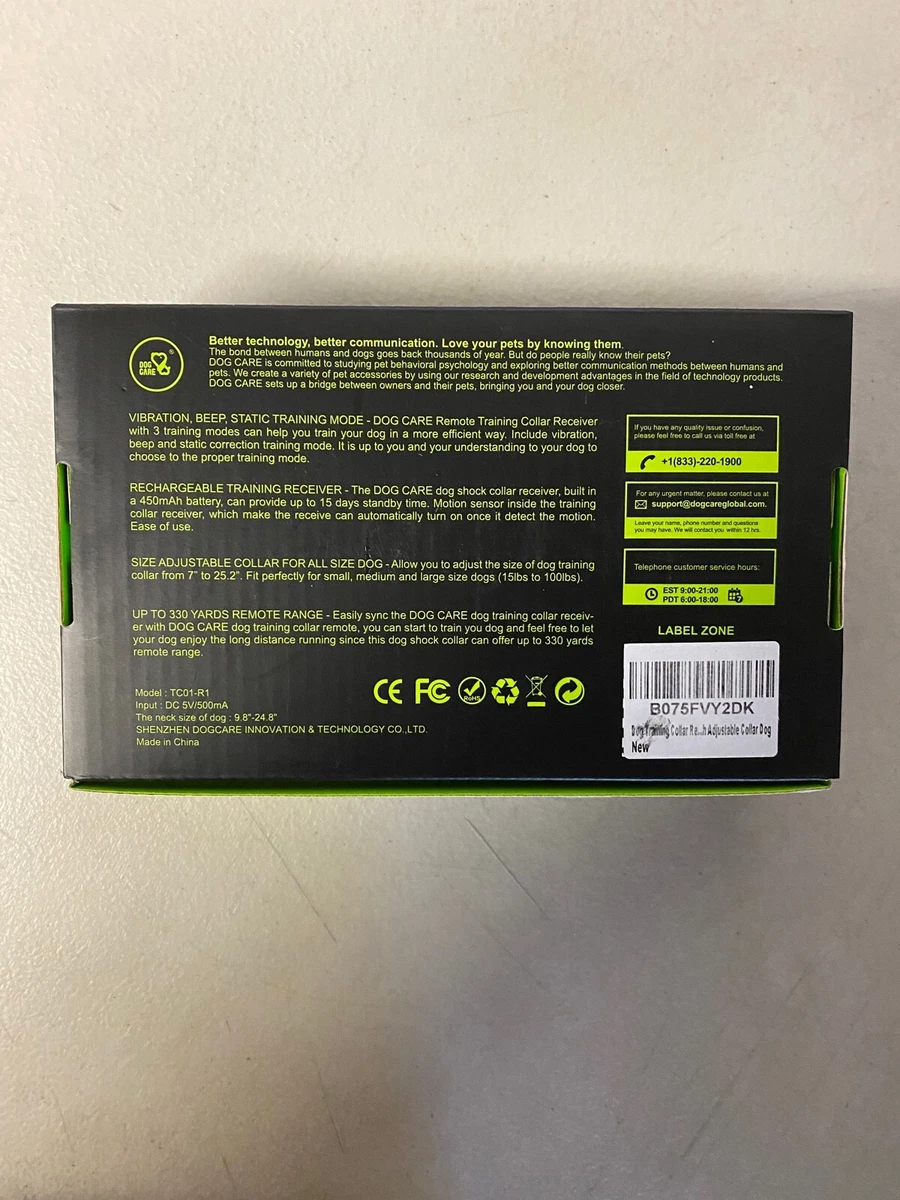 DOG
CARE
®
Better technology, better communication. Love your pets by knowing them.
The bond between humans and dogs goes back thousands of year. But do people really know their pets?
DOG CARE is committed to studying pet behavioral psychology and exploring better communication methods between humans and
pets. We create a variety of pet accessories by using our research and development advantages in the field of technology products.
DOG CARE sets up a bridge between owners and their pets, bringing you and your dog closer.
VIBRATION, BEEP, STATIC TRAINING MODE - DOG CARE Remote Training Collar Receiver
with 3 training modes can help you train your dog in a more efficient way. Include vibration,
beep and static correction training mode. It is up to you and your understanding to your dog to
choose to the proper training mode.
RECHARGEABLE TRAINING RECEIVER - The DOG CARE dog shock collar receiver, built in
a 450mAh battery, can provide up to 15 days standby time. Motion sensor inside the training
collar receiver, which make the receive can automatically turn on once it detect the motion.
Ease of use.
SIZE ADJUSTABLE COLLAR FOR ALL SIZE DOG - Allow you to adjust the size of dog training
collar from 7" to 25.2". Fit perfectly for small, medium and large size dogs (15lbs to 100lbs).
UP TO 330 YARDS REMOTE RANGE - Easily sync the DOG CARE dog training collar receiv-
er with DOG CARE dog training collar remote, you can start to train you dog and feel free to let
your dog enjoy the long distance running since this dog shock collar can offer up to 330 yards
remote range.
Model : TC01-R1
Input : DC 5V/500mA
The neck size of dog : 9.8"-24.8"
SHENZHEN DOGCARE INNOVATION & TECHNOLOGY CO.,LTD.
Made in China
CE FC RoHS
If you have any quality issue or confusion,
please feel free to call us via toll free at
+1(833)-220-1900
For any urgent matter, please contact us at
support@dogcareglobal.com.
Leave your name, phone number and questions
you may have. We will contact you within 12 hrs.
Telephone customer service hours:
EST 9:00-21:00
PDT 6:00-18:00
LABEL ZONE
B075FVY2DK
Dog Training Collar Re...h Adjustable Collar Dog
New